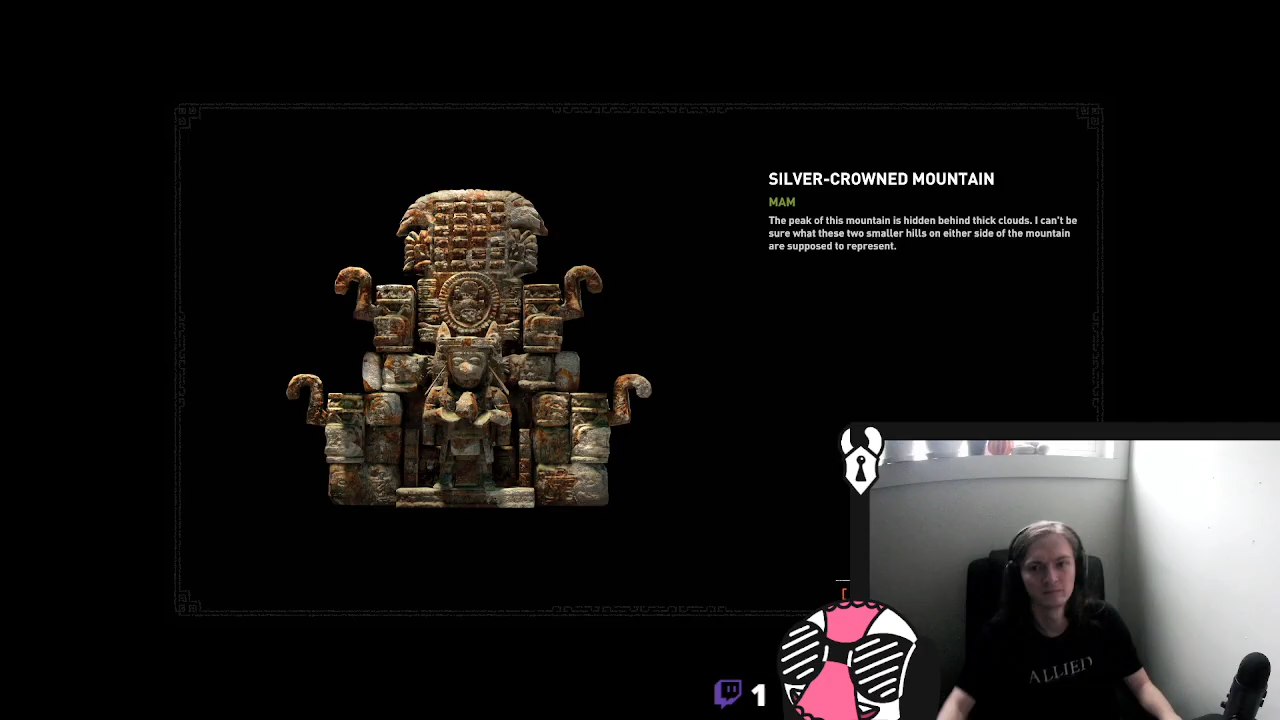 SILVER-CROWNED MOUNTAIN
MAM
The peak of this mountain is hidden behind thick clouds. I can't be
sure what these two smaller hills on either side of the mountain
are supposed to represent.
ALLIED
1